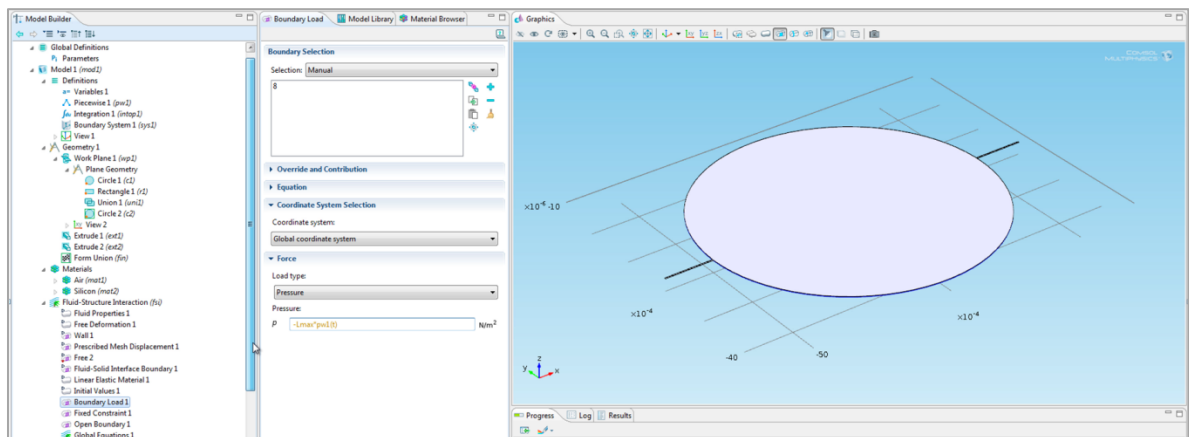 Model Builder
Global Definitions
Pi Parameters
Model 1 (mod1)
Definitions
a= Variables 1
Piecewise 1 (pw1)
Integration 1 (intop1)
Boundary System 1 (sys1)
View 1
Geometry 1
Work Plane 1 (wp1)
Plane Geometry
Circle 1 (c1)
Rectangle 1 (r1)
Union 1 (uni1)
Circle 2 (c2)
View 2
Extrude 1 (ext1)
Extrude 2 (ext2)
Form Union (fin)
Materials
Air (mat1)
Silicon (mat2)
Fluid-Structure Interaction (fsi)
Fluid Properties 1
Free Deformation 1
Wall 1
Prescribed Mesh Displacement 1
Free 2
Fluid-Solid Interface Boundary 1
Linear Elastic Material 1
Initial Values 1
Boundary Load 1
Fixed Constraint 1
Open Boundary 1
Global Equations 1
Boundary Load Model Library Material Browser
Boundary Selection
Selection: Manual
8
Override and Contribution
Equation
Coordinate System Selection
Coordinate system:
Global coordinate system
Force
Load type:
Pressure
Pressure:
p -Lmax*pw1(t) N/m²
Graphics
COMSOL
MULTIPHYSICS
×10⁻⁶ -10
×10⁻⁴
×10⁻⁴
-40
-50
z
y
x
Progress Log Results